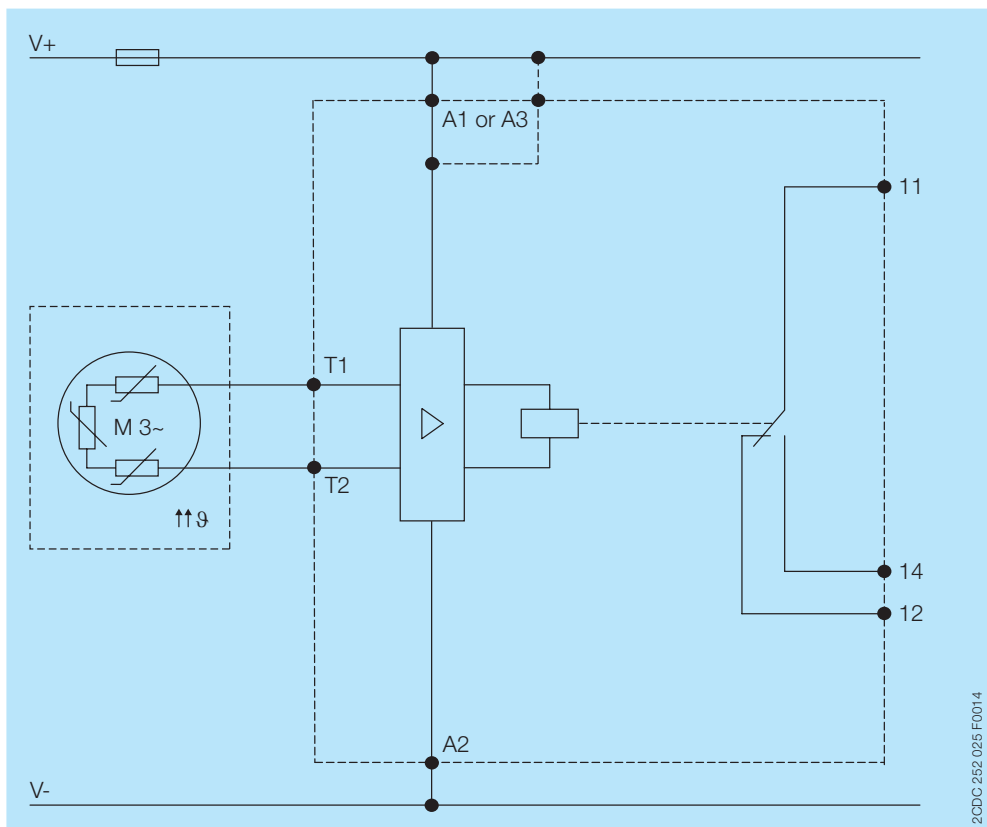 V+
A1 or A3
11
T1
M 3~
T2
↑↑ϑ
14
12
A2
V-
2CDC 252 025 F0014